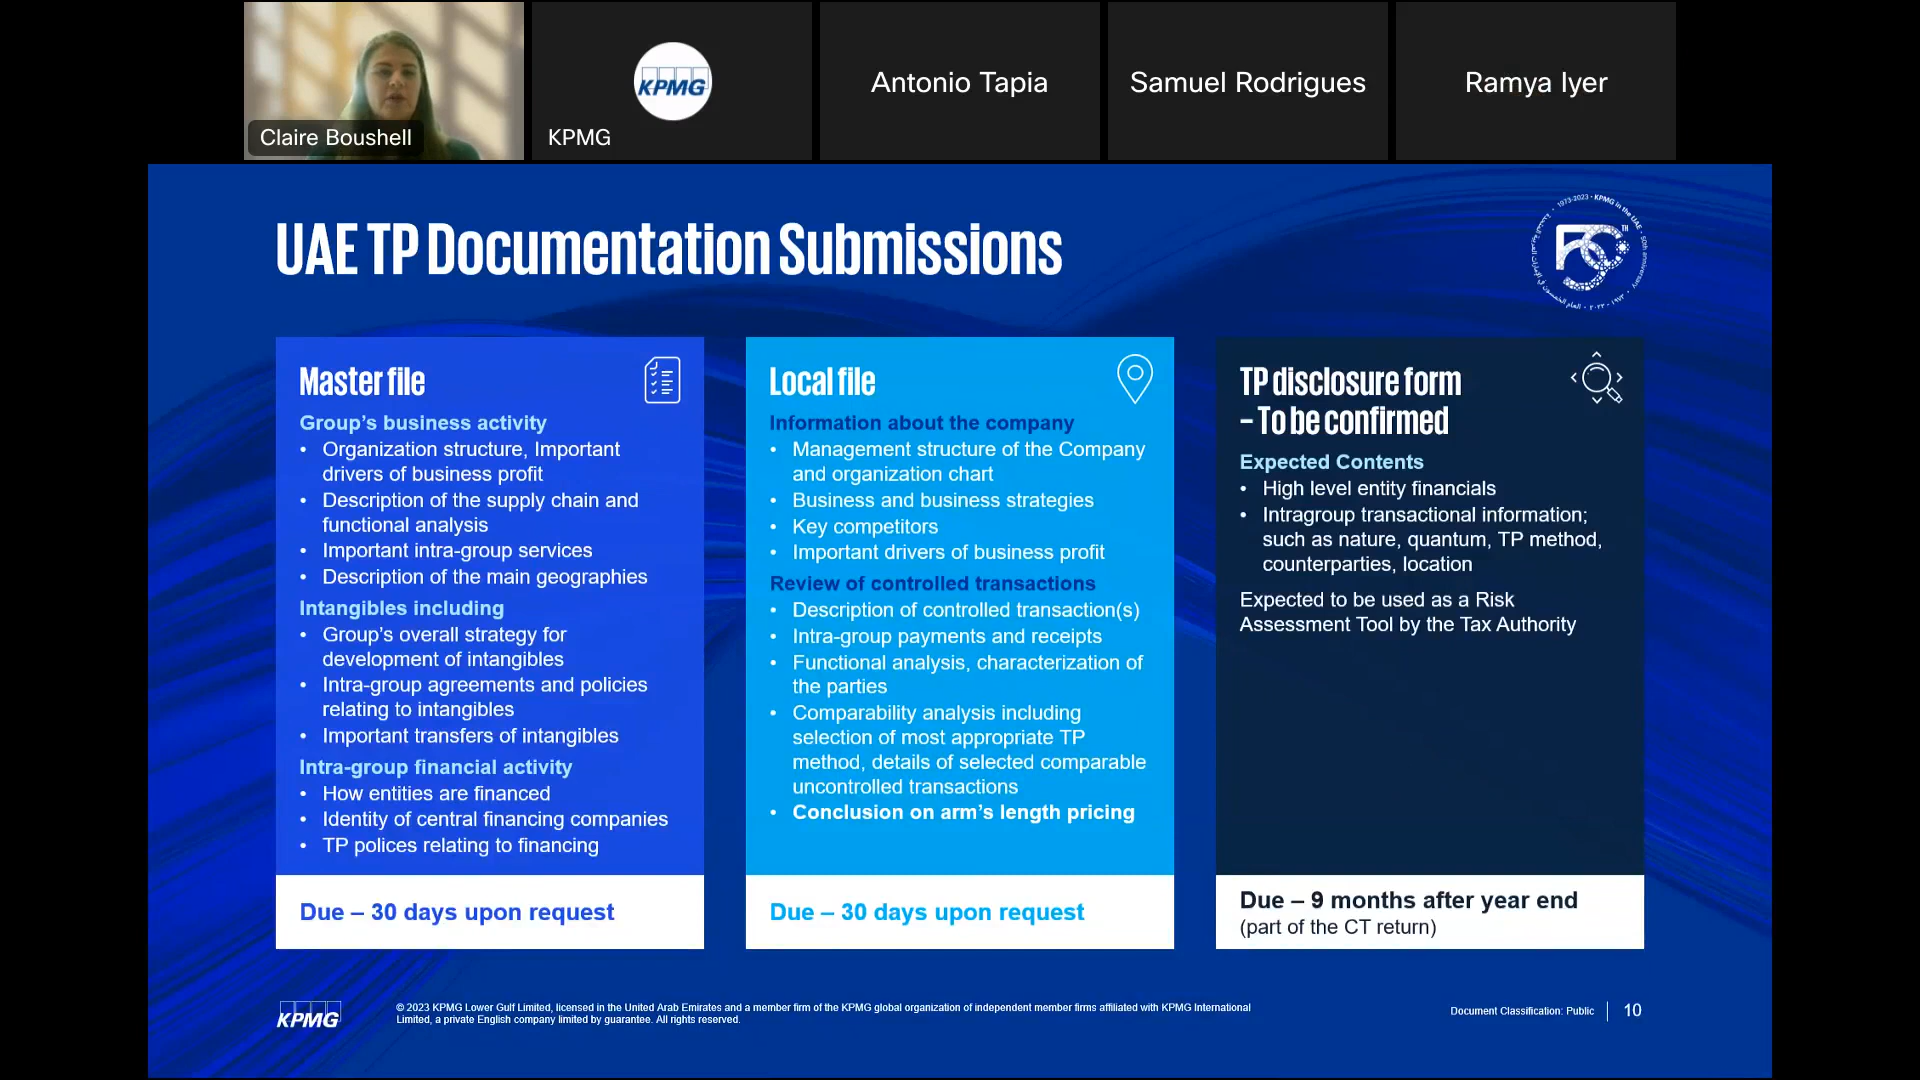 Claire Boushell
KPMG
KPMG
Antonio Tapia
Samuel Rodrigues
Ramya Iyer
UAE TP Documentation Submissions
1973-2023 • KPMG in the UAE • 50th anniversary
50
TH
Master file
Group's business activity
• Organization structure, Important
drivers of business profit
• Description of the supply chain and
functional analysis
• Important intra-group services
• Description of the main geographies
Intangibles including
• Group's overall strategy for
development of intangibles
• Intra-group agreements and policies
relating to intangibles
• Important transfers of intangibles
Intra-group financial activity
• How entities are financed
• Identity of central financing companies
• TP polices relating to financing
Due – 30 days upon request
Local file
Information about the company
• Management structure of the Company
and organization chart
• Business and business strategies
• Key competitors
• Important drivers of business profit
Review of controlled transactions
• Description of controlled transaction(s)
• Intra-group payments and receipts
• Functional analysis, characterization of
the parties
• Comparability analysis including
selection of most appropriate TP
method, details of selected comparable
uncontrolled transactions
• Conclusion on arm's length pricing
Due – 30 days upon request
TP disclosure form
– To be confirmed
Expected Contents
• High level entity financials
• Intragroup transactional information;
such as nature, quantum, TP method,
counterparties, location
Expected to be used as a Risk
Assessment Tool by the Tax Authority
Due – 9 months after year end
(part of the CT return)
KPMG
© 2023 KPMG Lower Gulf Limited, licensed in the United Arab Emirates and a member firm of the KPMG global organization of independent member firms affiliated with KPMG International
Limited, a private English company limited by guarantee. All rights reserved.
Document Classification: Public
10